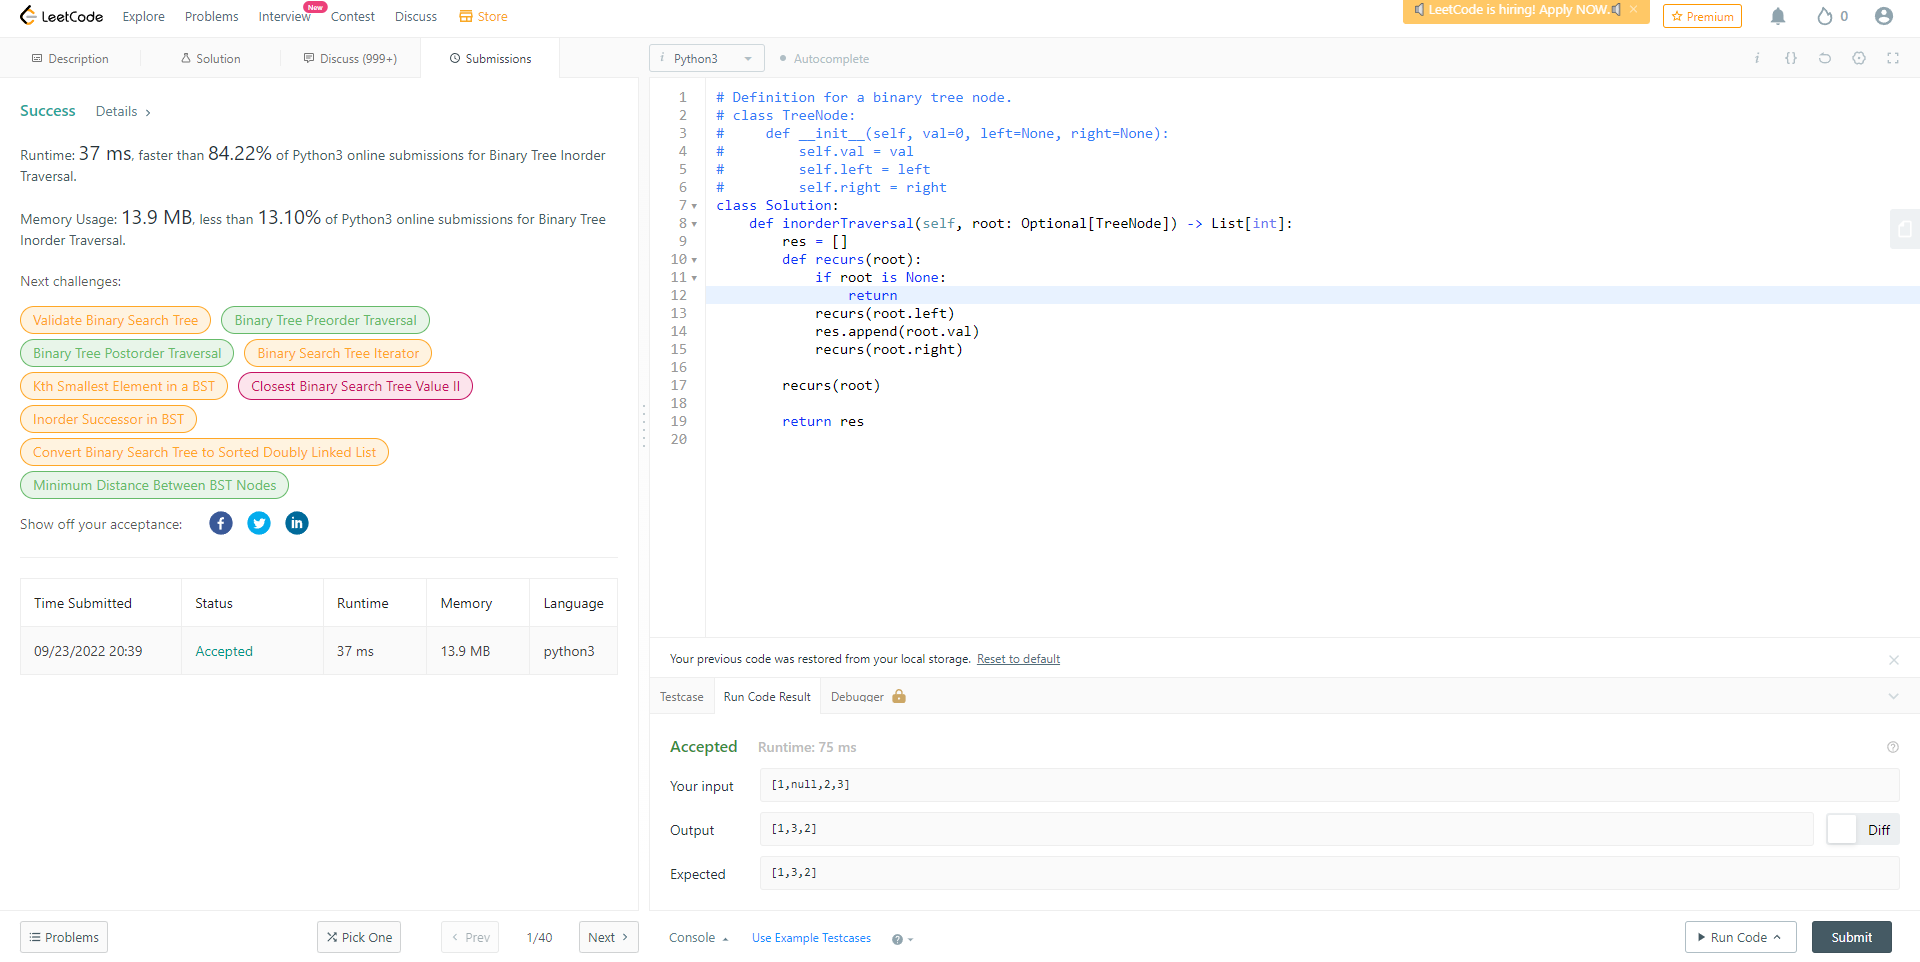 LeetCode Explore Problems Interview New Contest Discuss Store LeetCode is hiring! Apply NOW. × Premium 0
Description Solution Discuss (999+) Submissions
Success Details >
Runtime: 37 ms, faster than 84.22% of Python3 online submissions for Binary Tree Inorder
Traversal.
Memory Usage: 13.9 MB, less than 13.10% of Python3 online submissions for Binary Tree
Inorder Traversal.
Next challenges:
Validate Binary Search Tree Binary Tree Preorder Traversal
Binary Tree Postorder Traversal Binary Search Tree Iterator
Kth Smallest Element in a BST Closest Binary Search Tree Value II
Inorder Successor in BST
Convert Binary Search Tree to Sorted Doubly Linked List
Minimum Distance Between BST Nodes
Show off your acceptance:
Time Submitted Status Runtime Memory Language
09/23/2022 20:39 Accepted 37 ms 13.9 MB python3
Problems Pick One < Prev 1/40 Next >
i Python3 Autocomplete i {}
1 # Definition for a binary tree node.
2 # class TreeNode:
3 #     def __init__(self, val=0, left=None, right=None):
4 #         self.val = val
5 #         self.left = left
6 #         self.right = right
7 class Solution:
8     def inorderTraversal(self, root: Optional[TreeNode]) -> List[int]:
9         res = []
10         def recurs(root):
11             if root is None:
12                 return
13             recurs(root.left)
14             res.append(root.val)
15             recurs(root.right)
16
17         recurs(root)
18
19         return res
20
Your previous code was restored from your local storage. Reset to default
Testcase Run Code Result Debugger
Accepted Runtime: 75 ms
Your input [1,null,2,3]
Output [1,3,2] Diff
Expected [1,3,2]
Console Use Example Testcases Run Code Submit